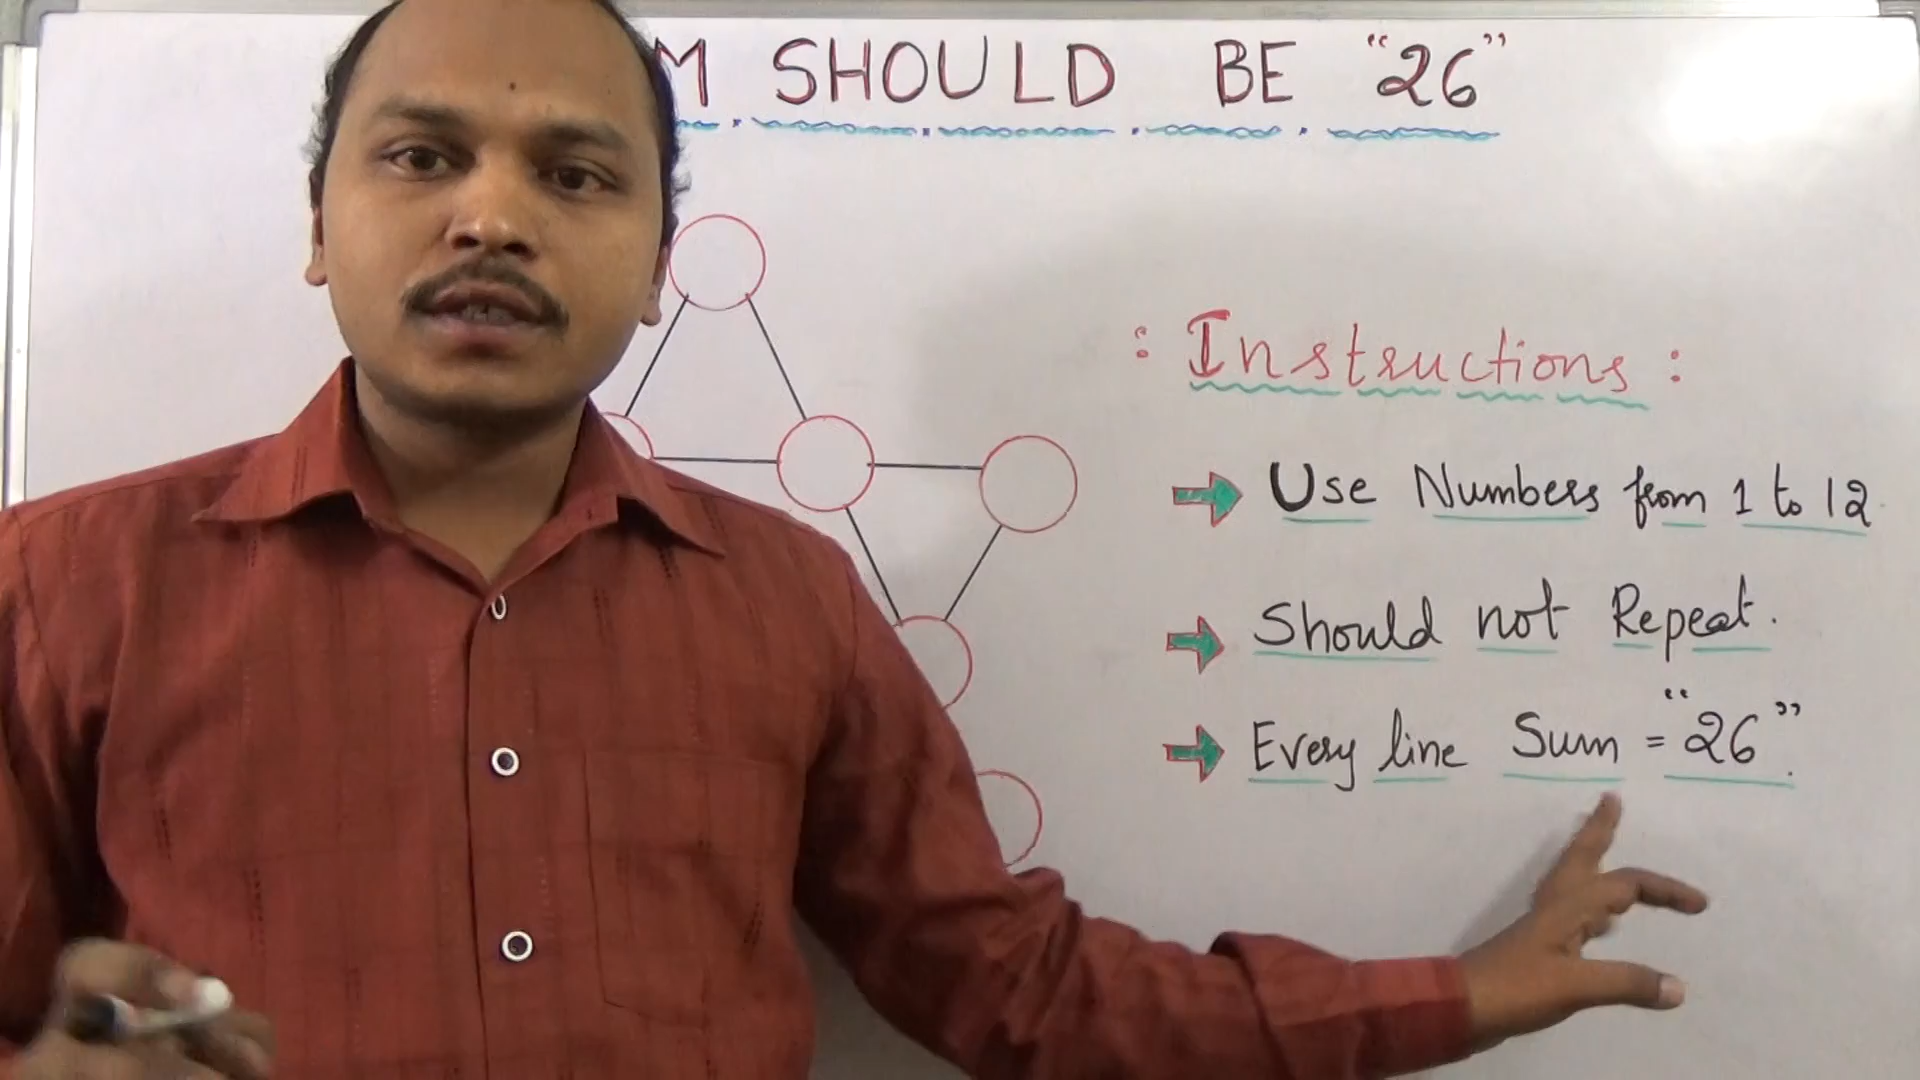 M SHOULD BE "26"
: Instructions :
Use Numbers from 1 to 12
Should not Repeat.
Every line Sum = "26".